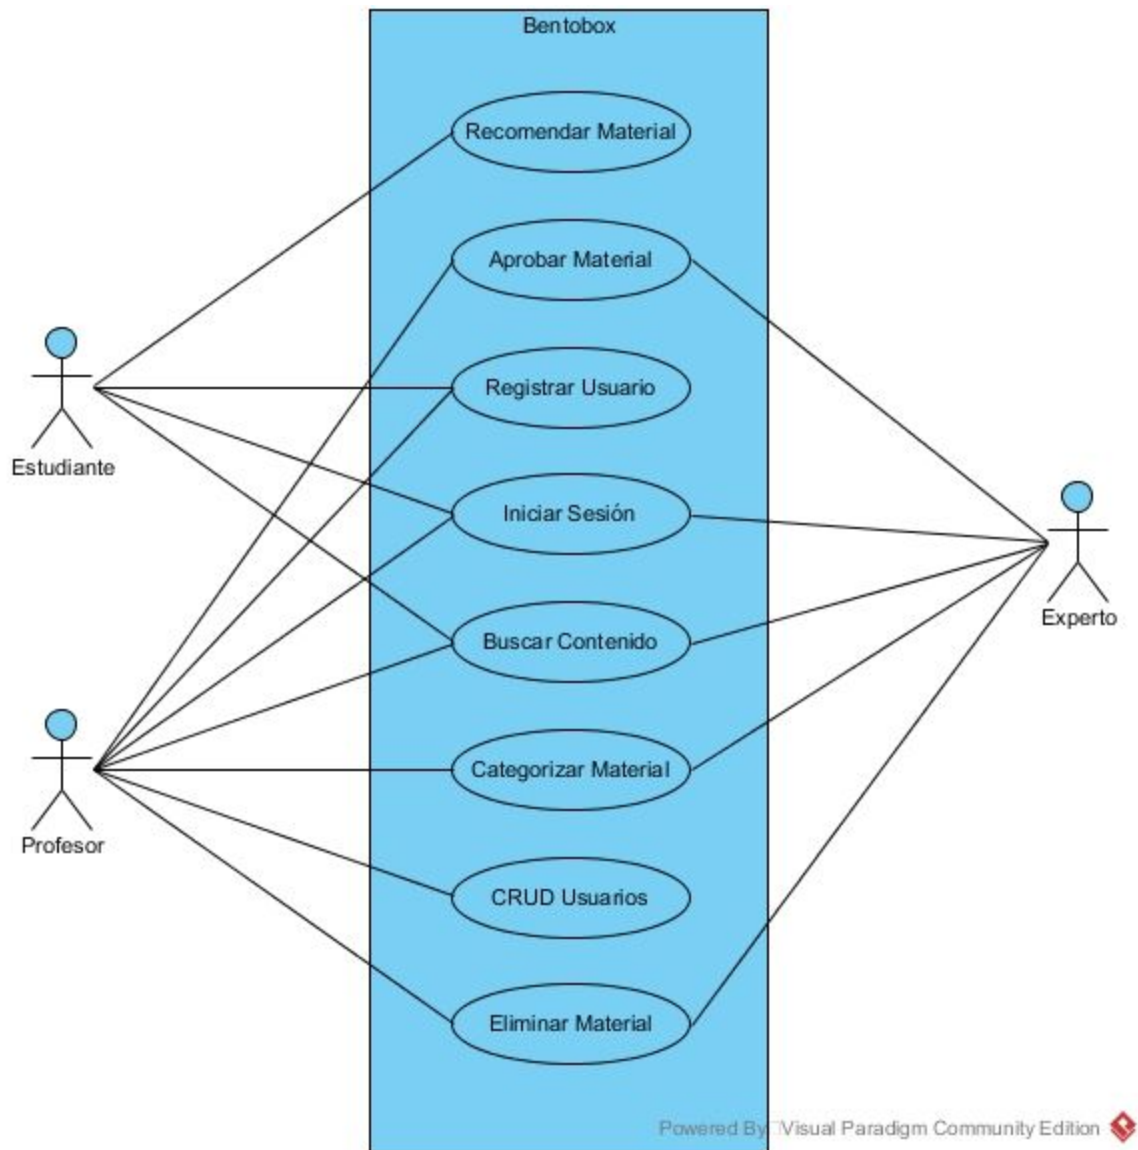 Bentobox
Recomendar Material
Aprobar Material
Registrar Usuario
Estudiante
Iniciar Sesión
Experto
Buscar Contenido
Categorizar Material
Profesor
CRUD Usuarios
Eliminar Material
Powered By Visual Paradigm Community Edition